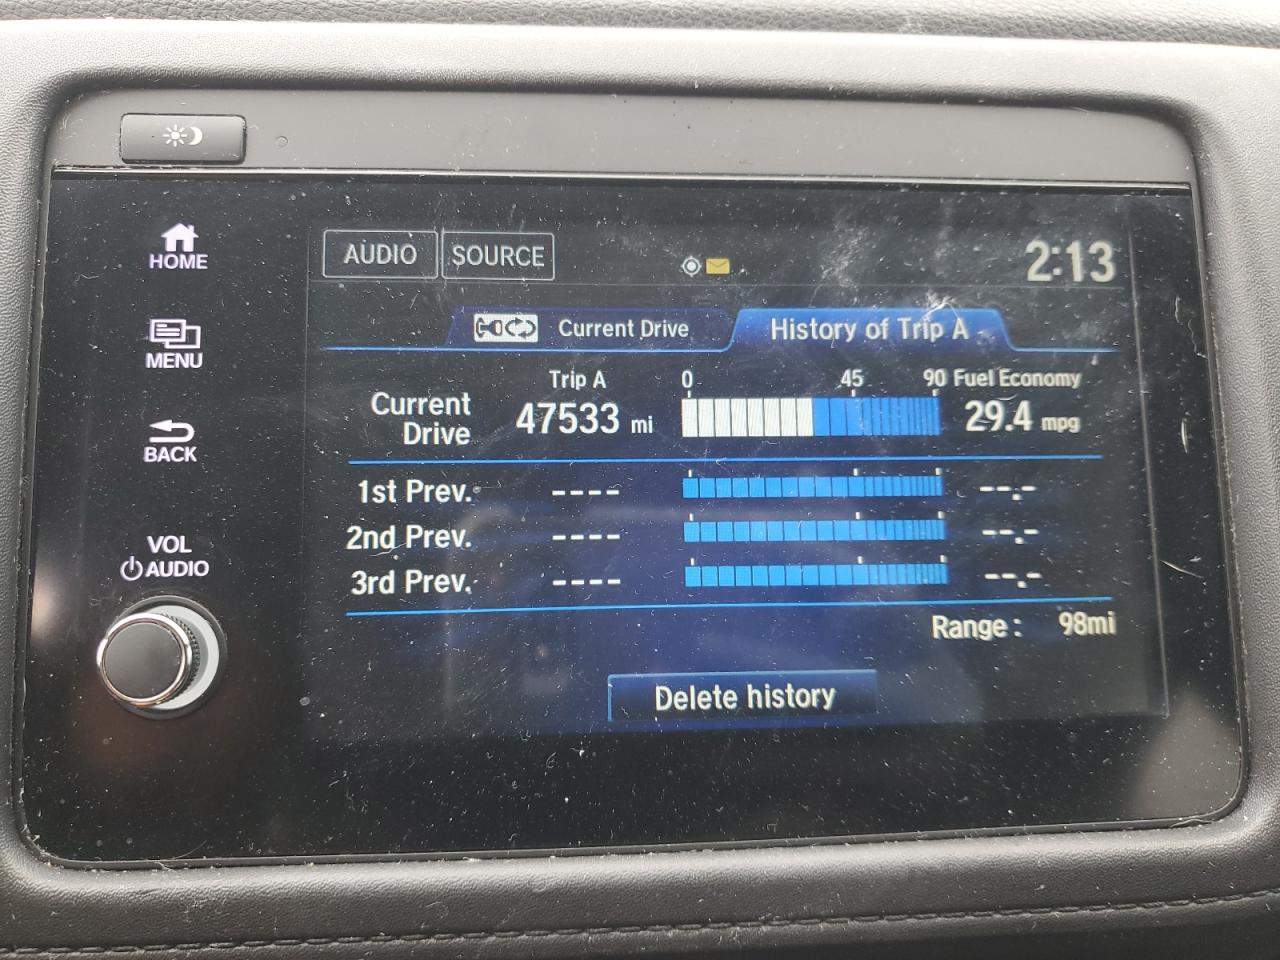 HOME
MENU
BACK
VOL
AUDIO
AUDIO SOURCE 2:13
Current Drive History of Trip A
Trip A 0 45 90 Fuel Economy
Current Drive 47533 mi 29.4 mpg
1st Prev. ---- --.-
2nd Prev. ---- --.-
3rd Prev. ---- --.-
Range : 98mi
Delete history